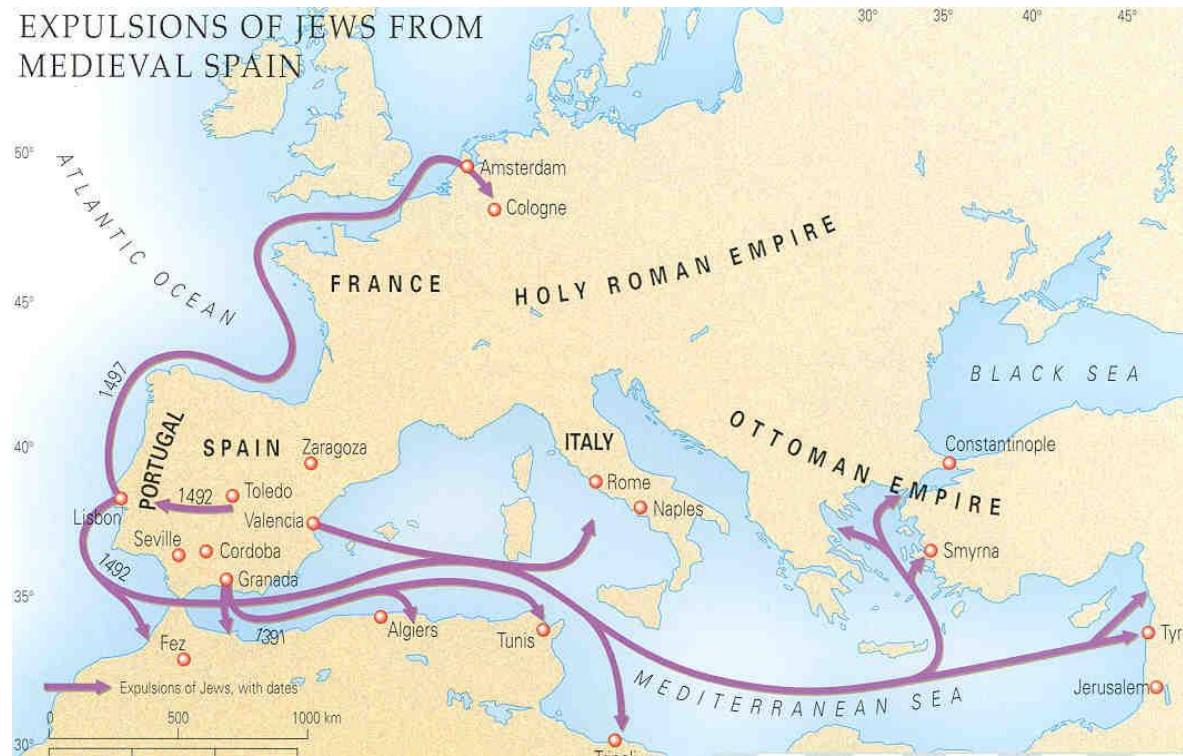 EXPULSIONS OF JEWS FROM
MEDIEVAL SPAIN
30°
35°
40°
45°
50°
ATLANTIC OCEAN
Amsterdam
Cologne
FRANCE
HOLY ROMAN EMPIRE
45°
1497
BLACK SEA
40°
PORTUGAL
SPAIN
Zaragoza
ITALY
OTTOMAN EMPIRE
Constantinople
1492
Toledo
Rome
Lisbon
Valencia
Naples
Seville
Cordoba
Smyrna
1492
Granada
35°
1391
Algiers
Tunis
Fez
Tyr
Expulsions of Jews, with dates
MEDITERRANEAN SEA
Jerusalem
0 500 1000 km
30°